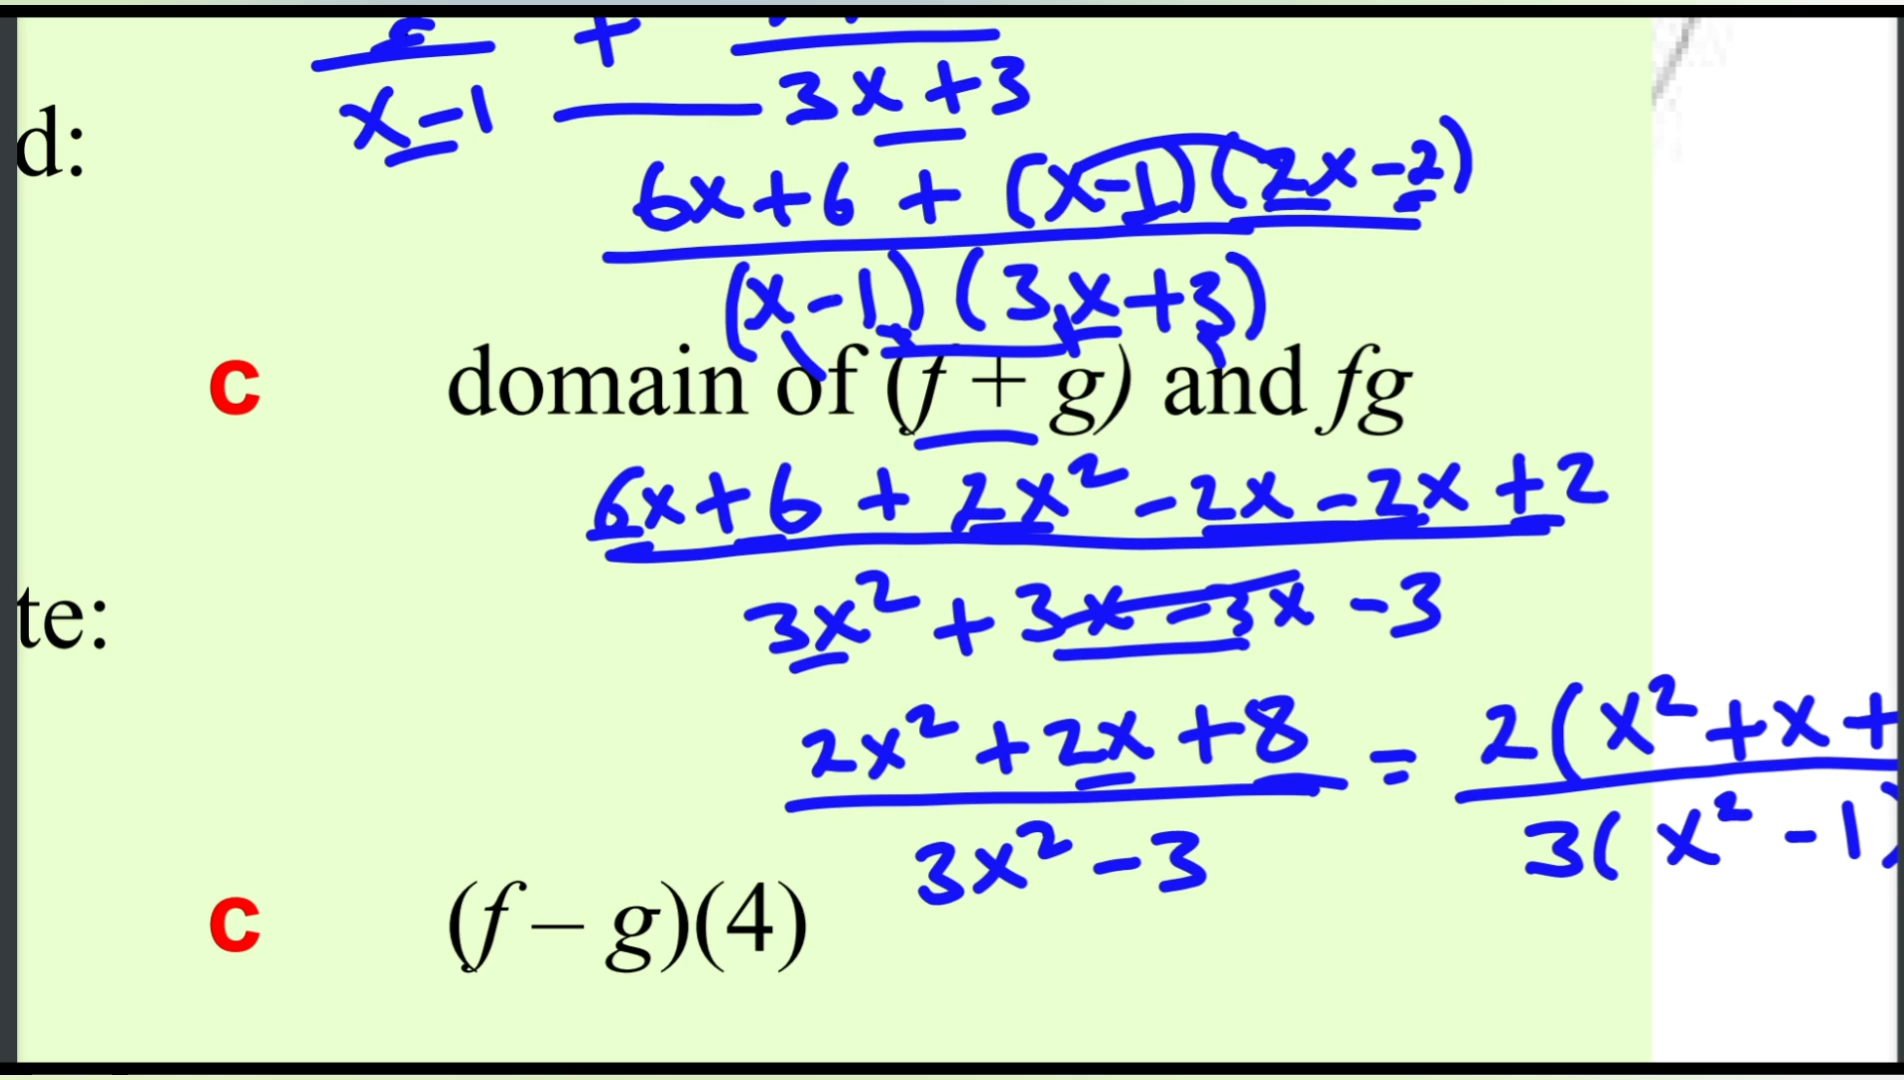 +
x-1 3x+3
d:
6x+6 + (x-1)(2x-2)
(x-1)(3x+3)
c domain of (f + g) and fg
6x+6 + 2x² -2x -2x +2
te:
3x² + 3x - 3x - 3
2x² + 2x + 8 = 2(x² + x +
3x² - 3 3(x² - 1)
c (f – g)(4)